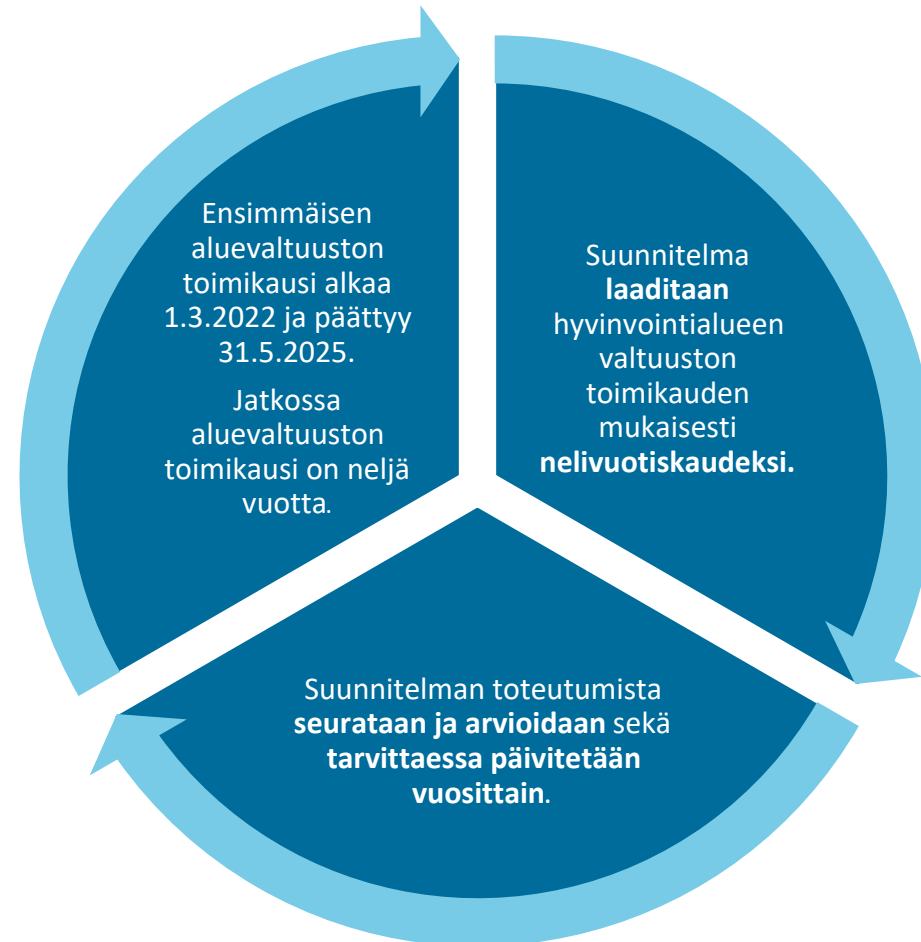 Ensimmäisen
aluevaltuuston
toimikausi alkaa
1.3.2022 ja päättyy
31.5.2025.
Jatkossa
aluevaltuuston
toimikausi on neljä
vuotta.
Suunnitelma
laaditaan
hyvinvointialueen
valtuuston
toimikauden
mukaisesti
nelivuotiskaudeksi.
Suunnitelman toteutumista
seurataan ja arvioidaan sekä
tarvittaessa päivitetään
vuosittain.